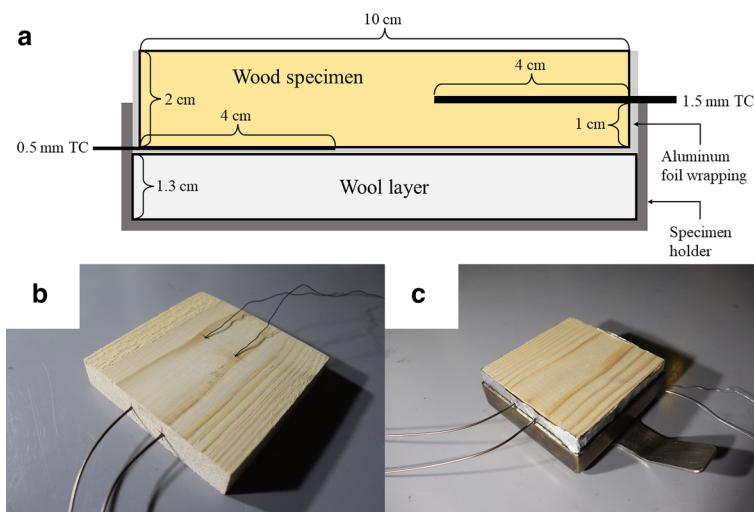 a
10 cm
Wood specimen
2 cm
4 cm
4 cm
1.5 mm TC
1 cm
0.5 mm TC
Aluminum
foil wrapping
1.3 cm
Wool layer
Specimen
holder
b
c